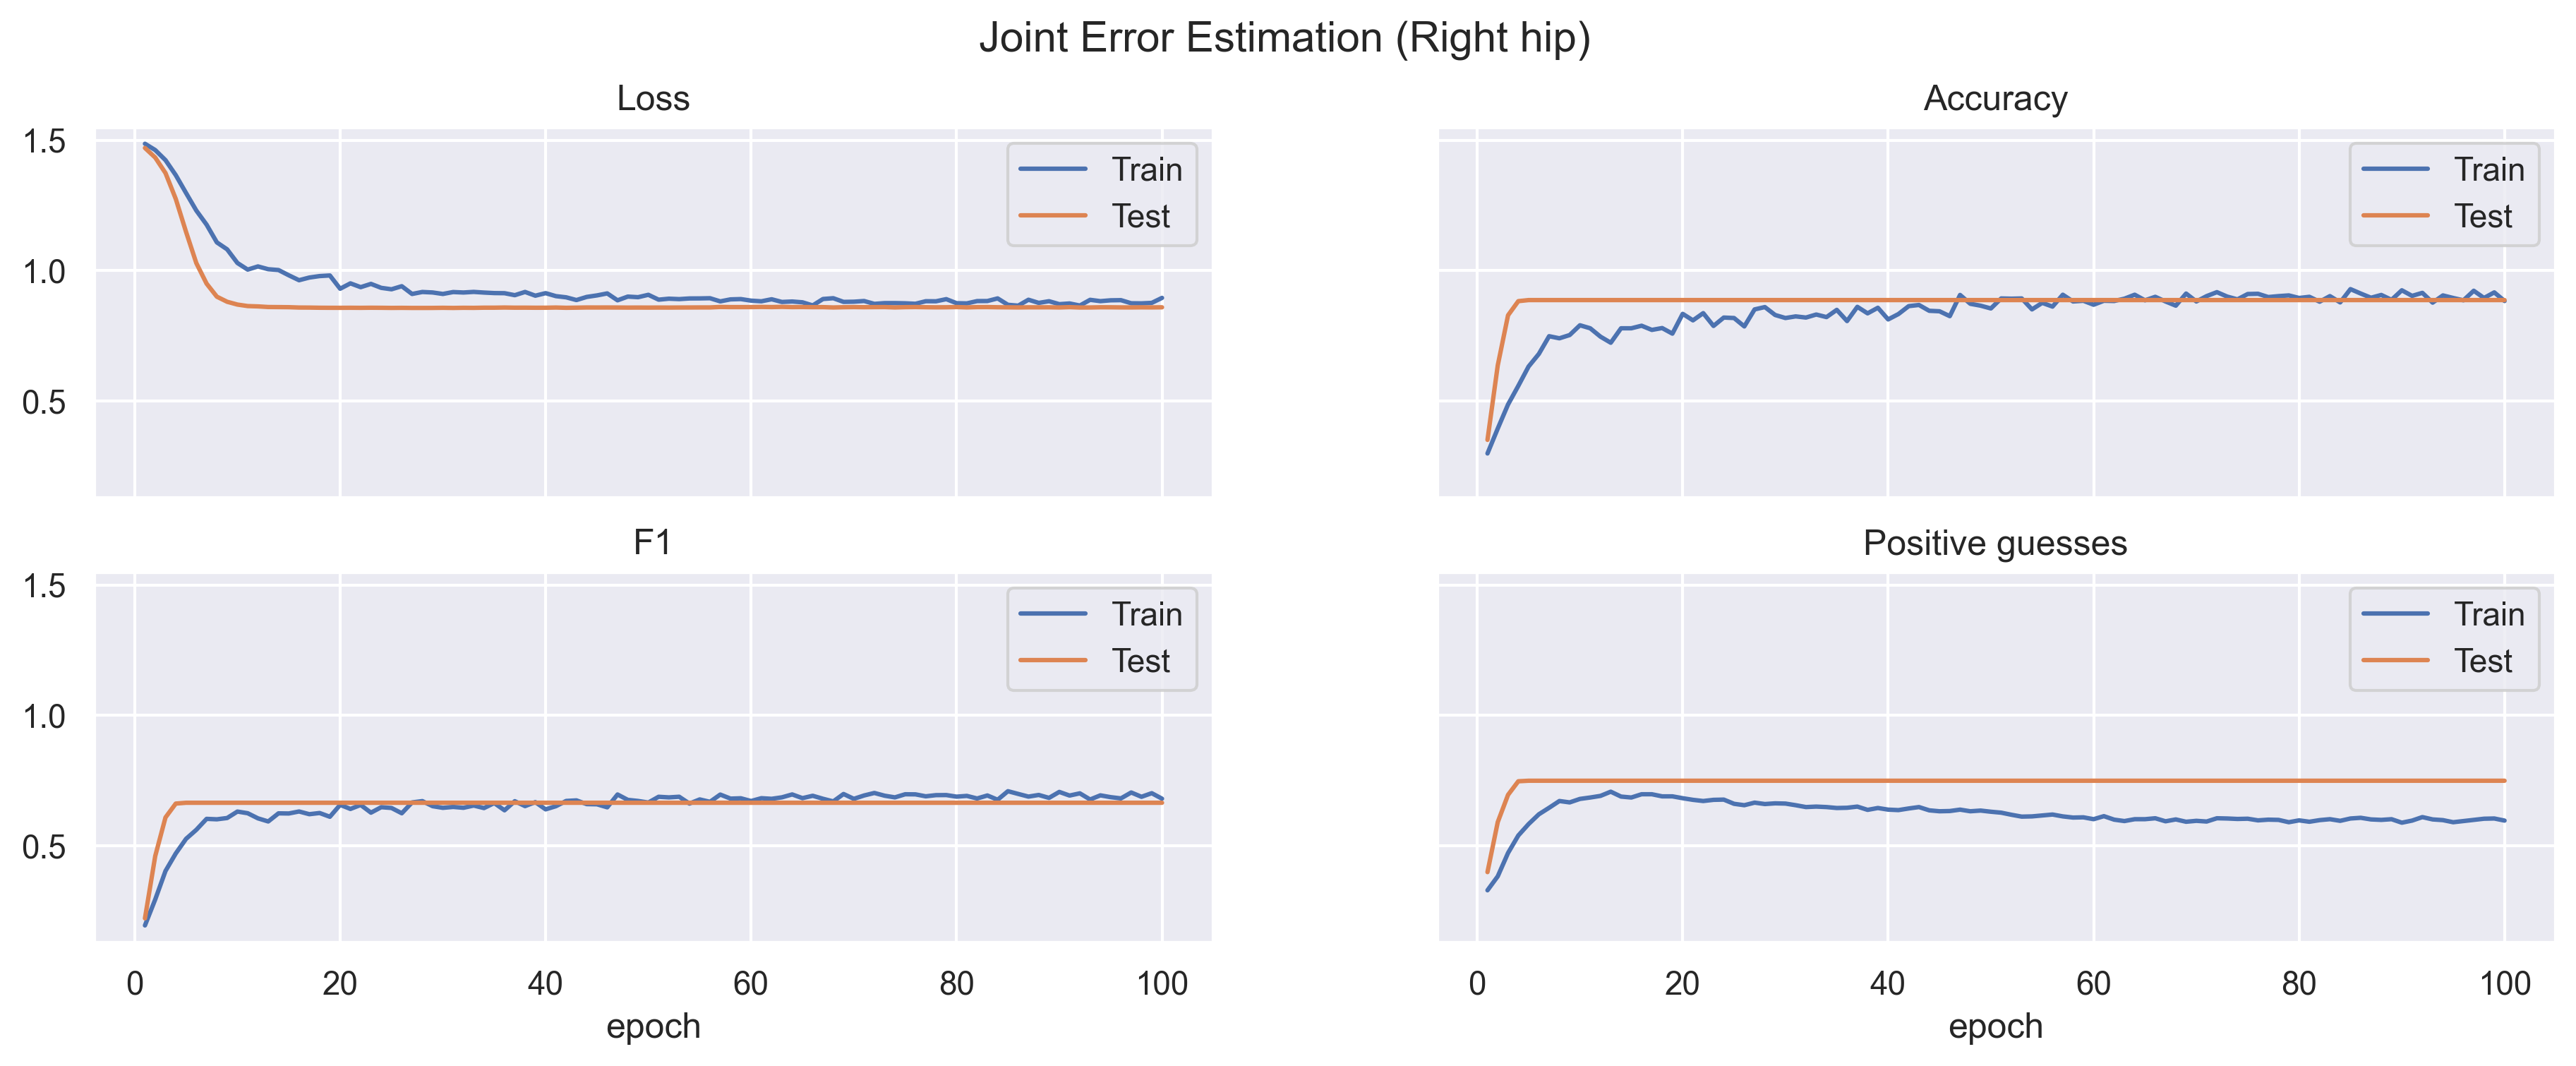 Joint Error Estimation (Right hip)
Loss
Accuracy
1.5
1.0
0.5
Train
Test
Train
Test
F1
Positive guesses
1.5
1.0
0.5
Train
Test
Train
Test
0 20 40 60 80 100
0 20 40 60 80 100
epoch
epoch